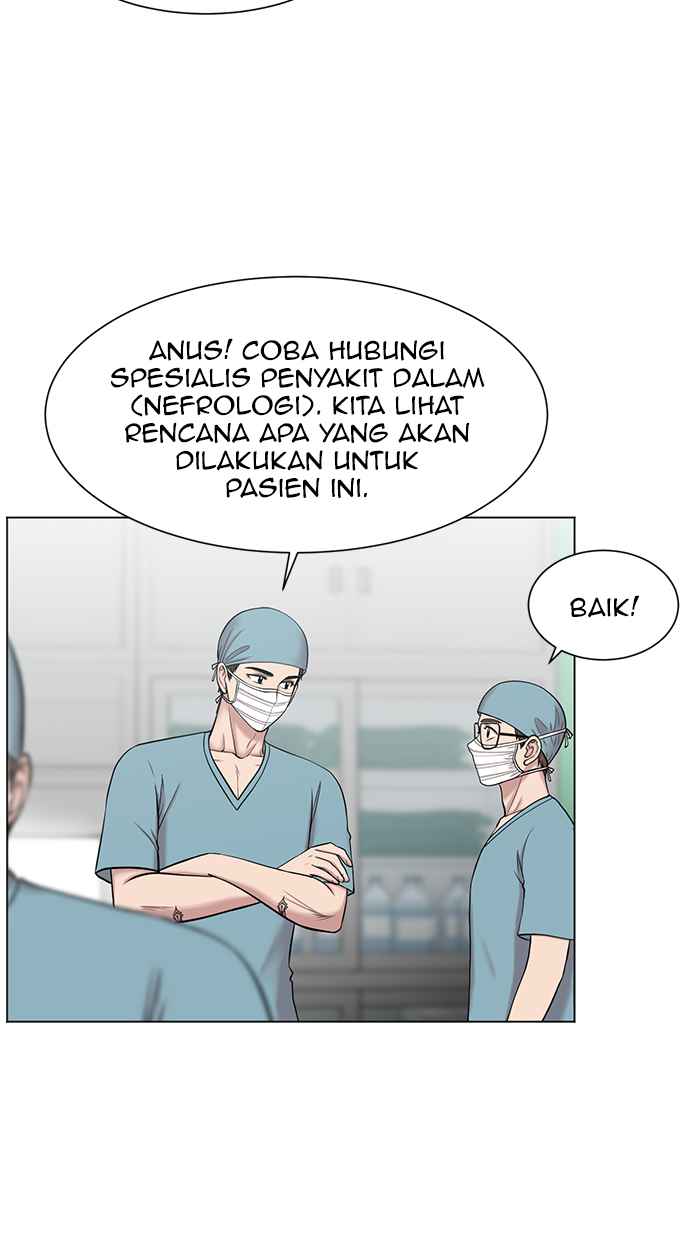 ANUS! COBA HUBUNGI
SPESIALIS PENYAKIT DALAM
(NEFROLOGI). KITA LIHAT
RENCANA APA YANG AKAN
DILAKUKAN UNTUK
PASIEN INI.
BAIK!